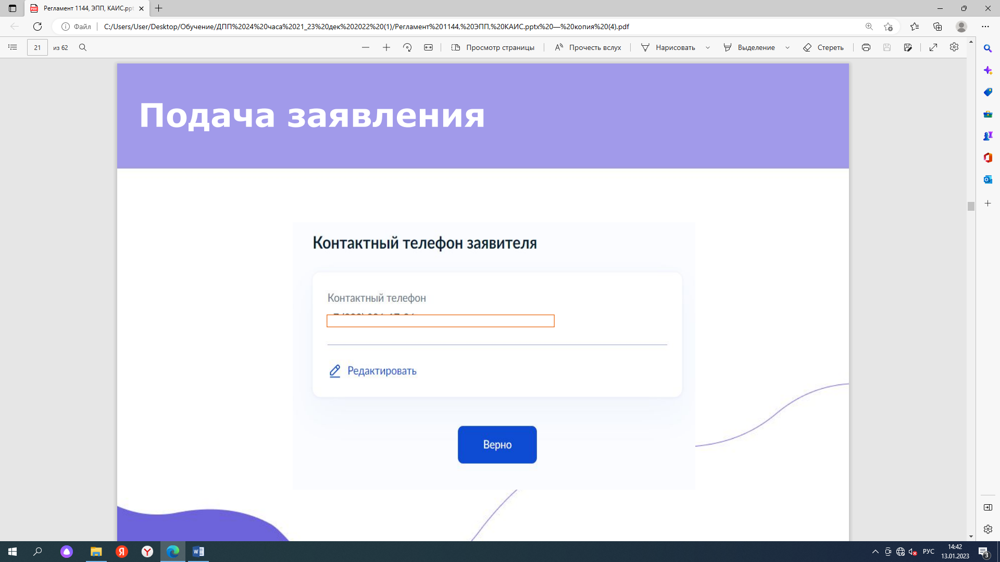 Регламент 1144, ЭПП, КАИС.ppt
Файл
C:/Users/User/Desktop/Обучение/ДПП%2024%20часа%2021_23%20дек%202022%20(1)/Регламент%201144,%20ЭПП,%20КАИС.pptx%20—%20копия%20(4).pdf
21 из 62
Просмотр страницы
Прочесть вслух
Нарисовать
Выделение
Стереть
Подача заявления
Контактный телефон заявителя
Контактный телефон
Редактировать
Верно
РУС
14:42
13.01.2023
3